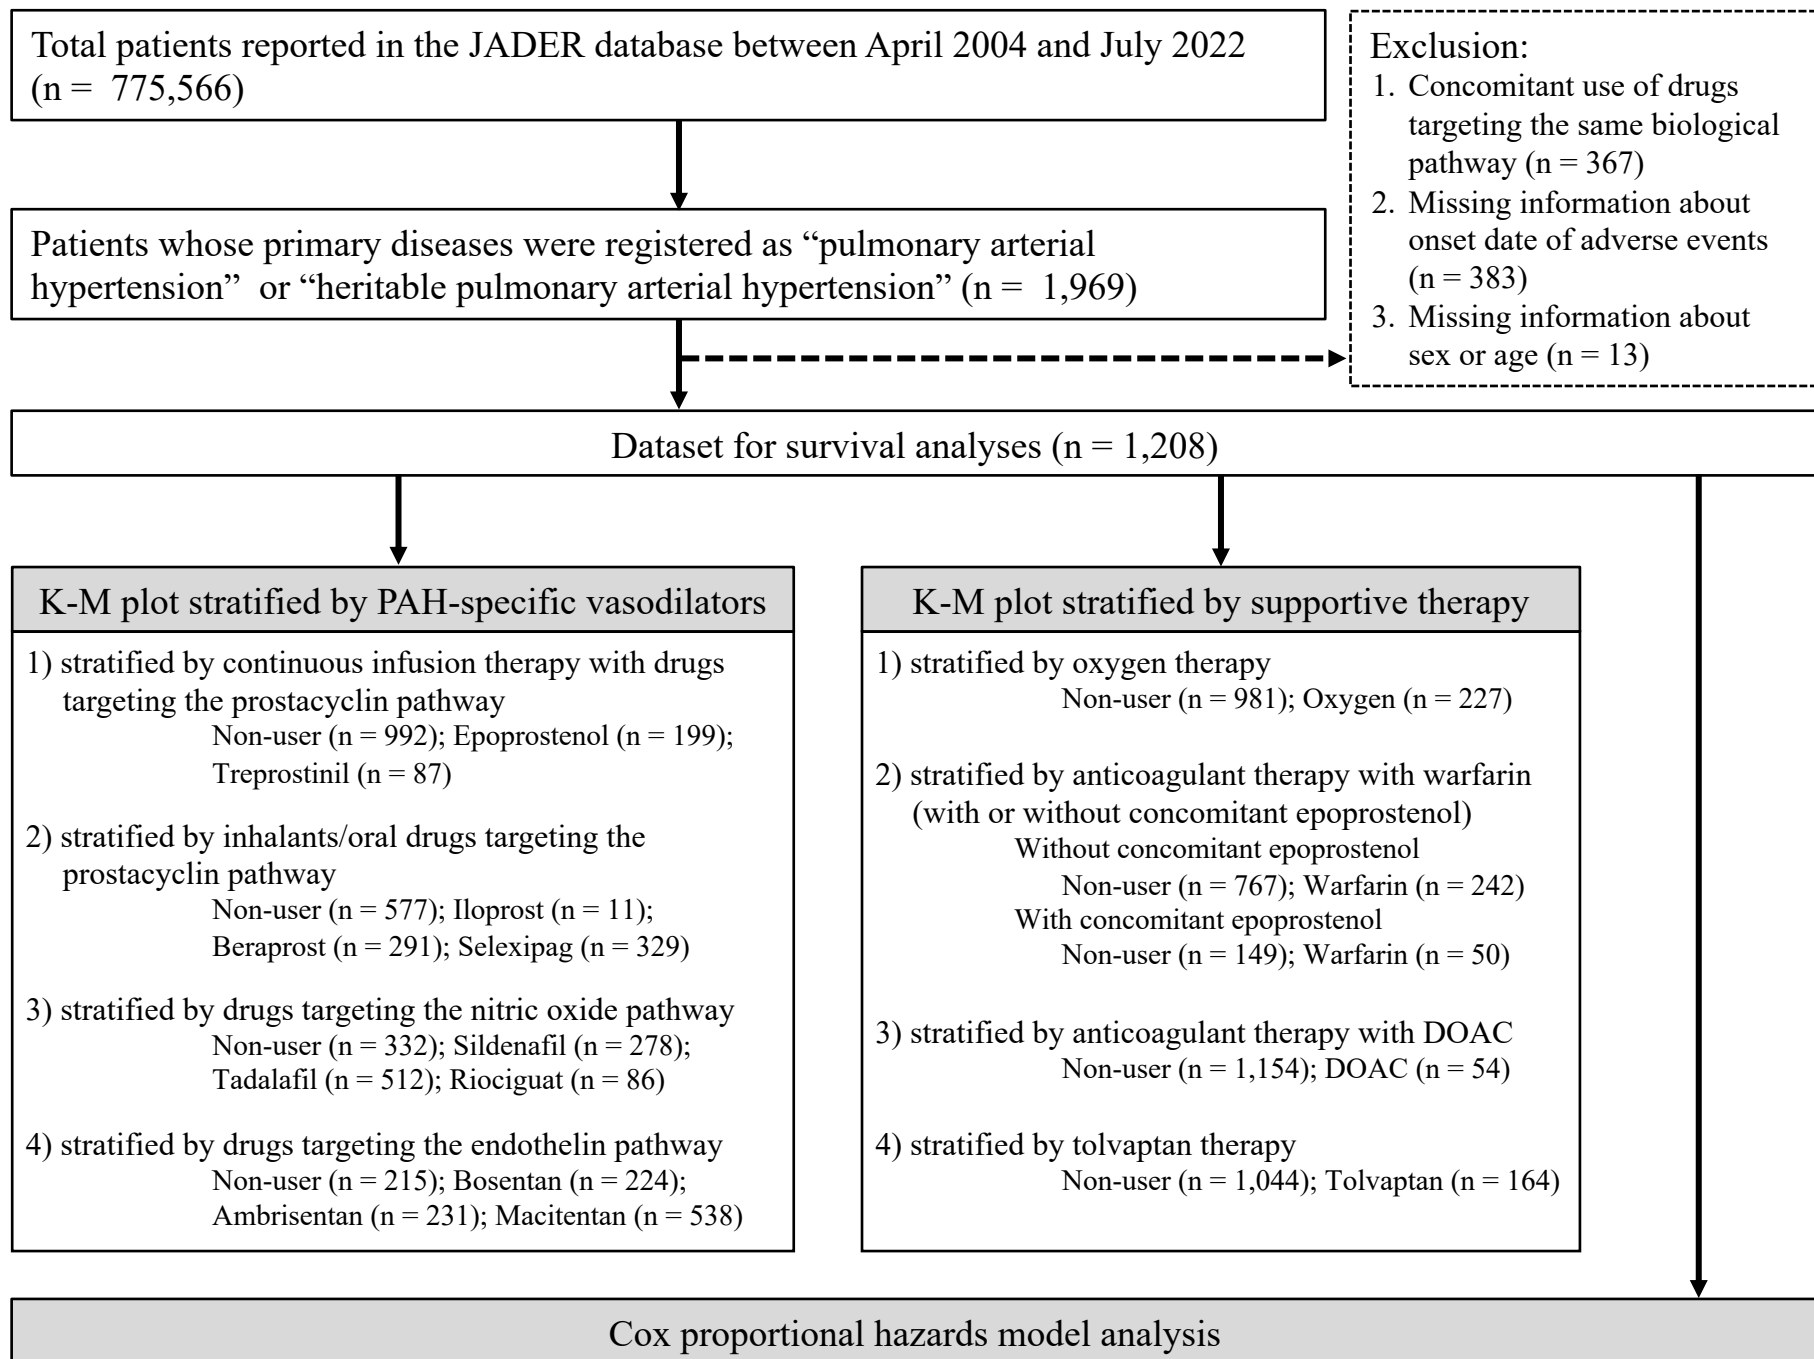 Total patients reported in the JADER database between April 2004 and July 2022
(n =  775,566)
Exclusion:
1. Concomitant use of drugs
targeting the same biological
pathway (n = 367)
2. Missing information about
onset date of adverse events
(n = 383)
3. Missing information about
sex or age (n = 13)
Patients whose primary diseases were registered as “pulmonary arterial
hypertension”  or “heritable pulmonary arterial hypertension” (n =  1,969)
Dataset for survival analyses (n = 1,208)
K-M plot stratified by PAH-specific vasodilators
1) stratified by continuous infusion therapy with drugs
targeting the prostacyclin pathway
Non-user (n = 992); Epoprostenol (n = 199);
Treprostinil (n = 87)
2) stratified by inhalants/oral drugs targeting the
prostacyclin pathway
Non-user (n = 577); Iloprost (n = 11);
Beraprost (n = 291); Selexipag (n = 329)
3) stratified by drugs targeting the nitric oxide pathway
Non-user (n = 332); Sildenafil (n = 278);
Tadalafil (n = 512); Riociguat (n = 86)
4) stratified by drugs targeting the endothelin pathway
Non-user (n = 215); Bosentan (n = 224);
Ambrisentan (n = 231); Macitentan (n = 538)
K-M plot stratified by supportive therapy
1) stratified by oxygen therapy
Non-user (n = 981); Oxygen (n = 227)
2) stratified by anticoagulant therapy with warfarin
(with or without concomitant epoprostenol)
Without concomitant epoprostenol
Non-user (n = 767); Warfarin (n = 242)
With concomitant epoprostenol
Non-user (n = 149); Warfarin (n = 50)
3) stratified by anticoagulant therapy with DOAC
Non-user (n = 1,154); DOAC (n = 54)
4) stratified by tolvaptan therapy
Non-user (n = 1,044); Tolvaptan (n = 164)
Cox proportional hazards model analysis